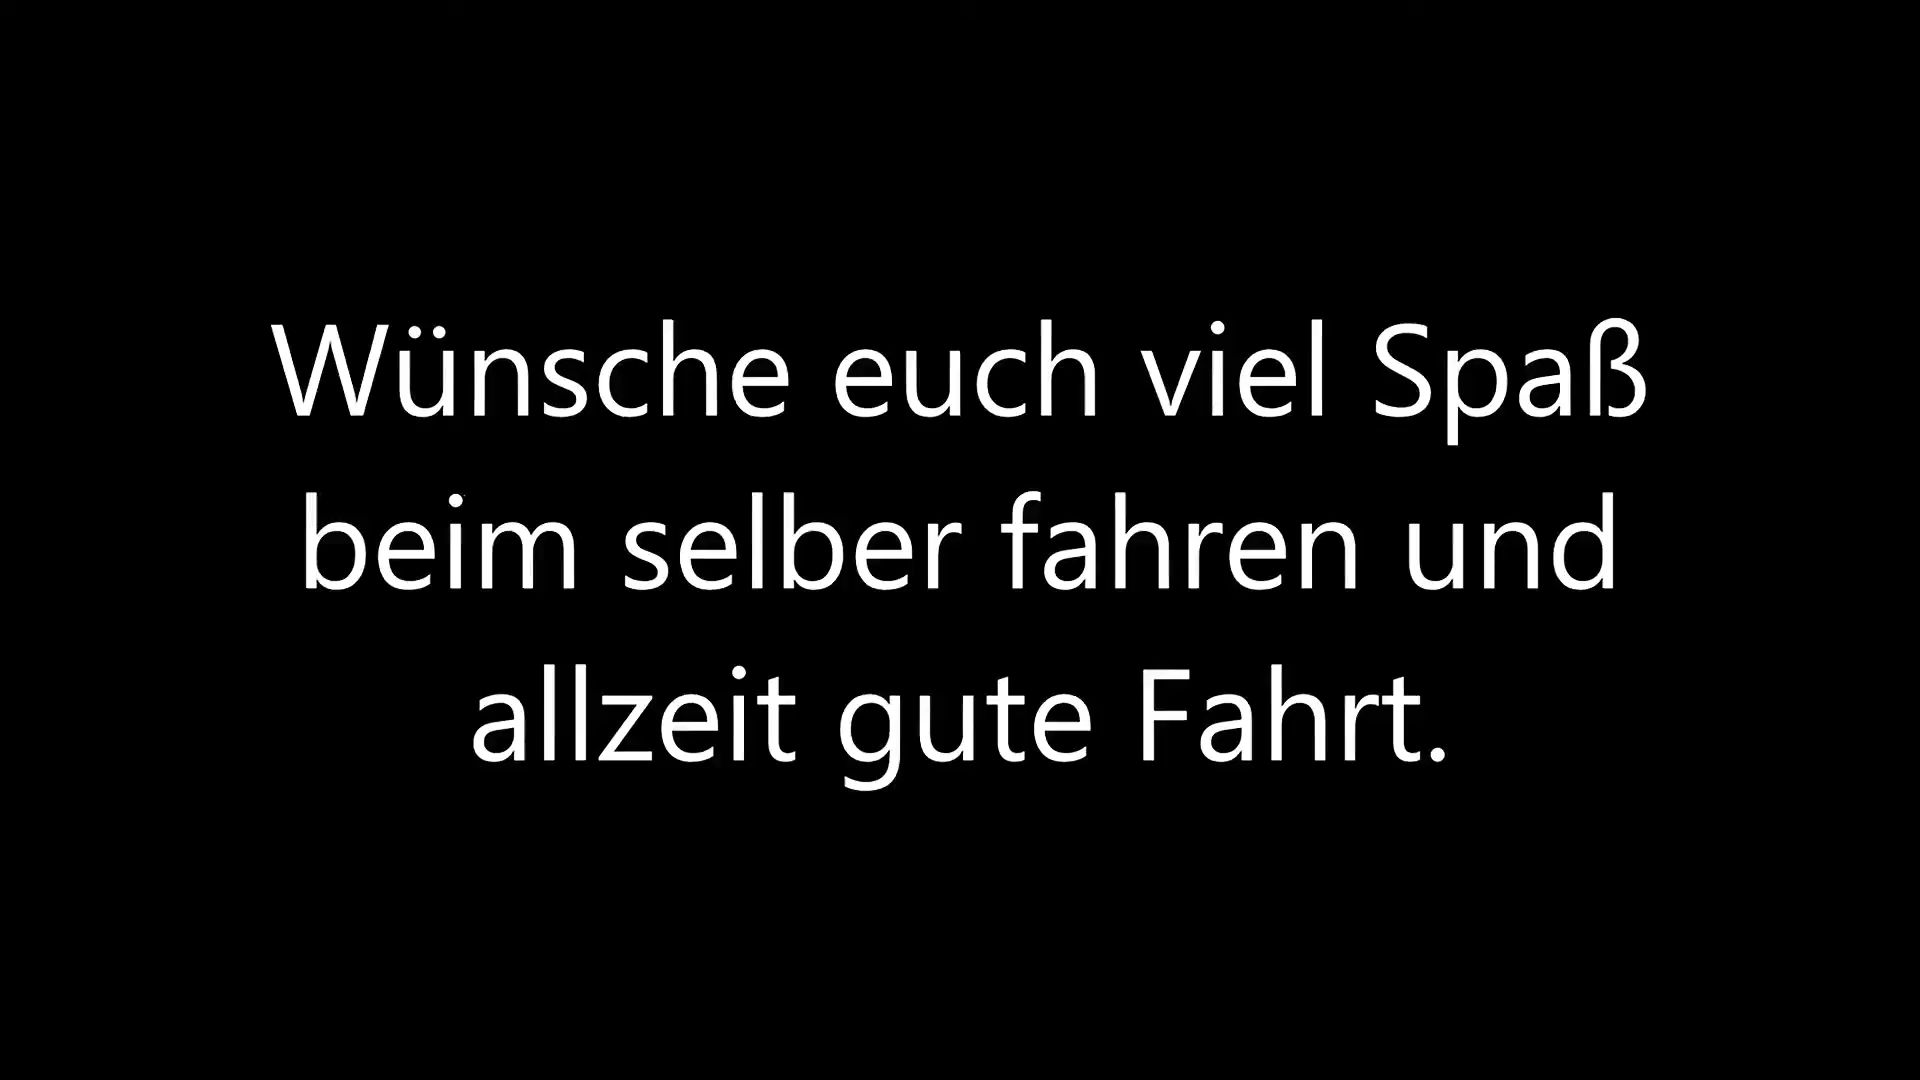 Wünsche euch viel Spaß
beim selber fahren und
allzeit gute Fahrt.